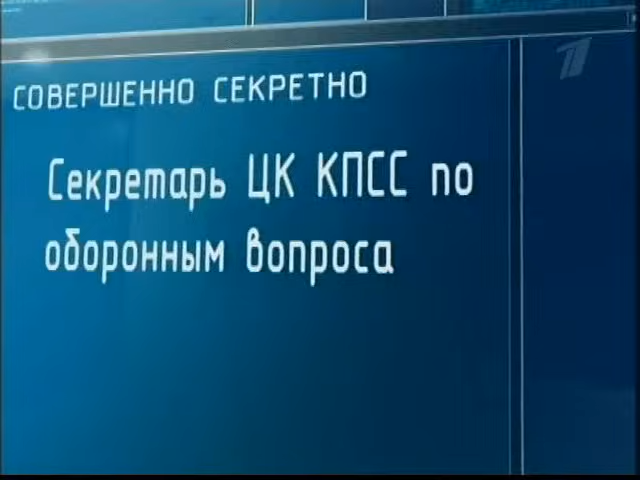 СОВЕРШЕННО СЕКРЕТНО
Секретарь ЦК КПСС по
оборонным вопроса